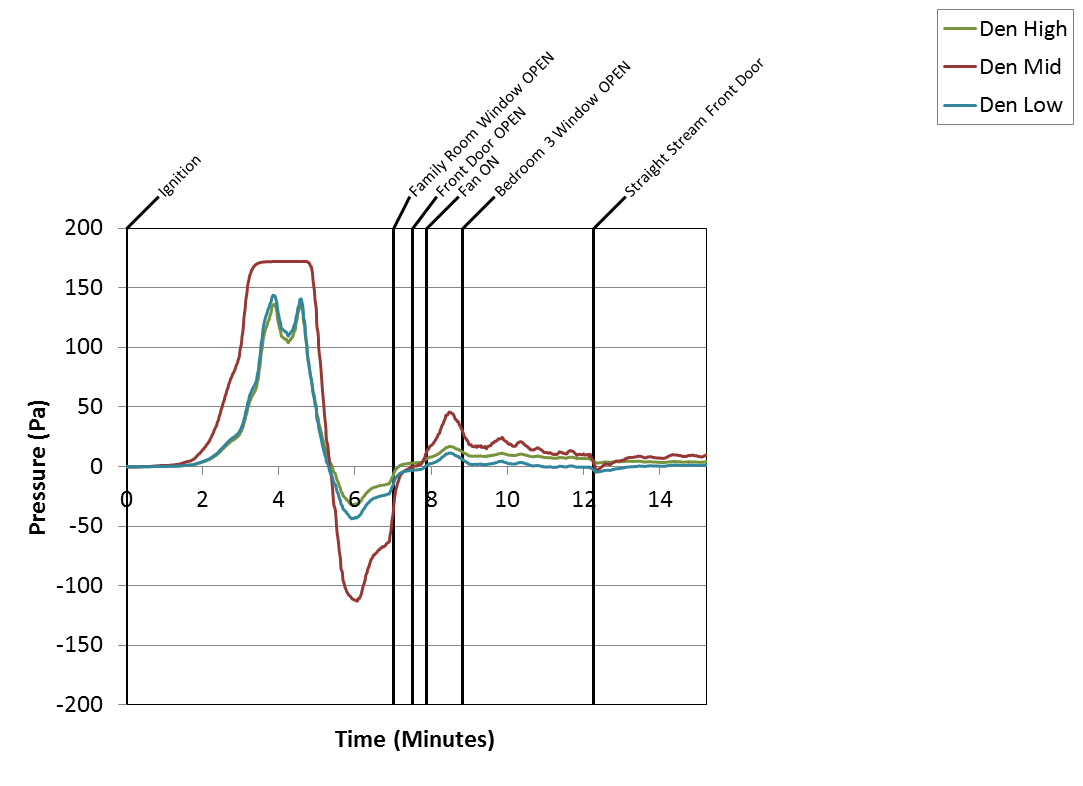 Den High
Den Mid
Den Low
Ignition
Family Room Window OPEN
Front Door OPEN
Fan ON
Bedroom 3 Window OPEN
Straight Stream Front Door
200
150
100
50
0
-50
-100
-150
-200
0 2 4 6 8 10 12 14
Pressure (Pa)
Time (Minutes)